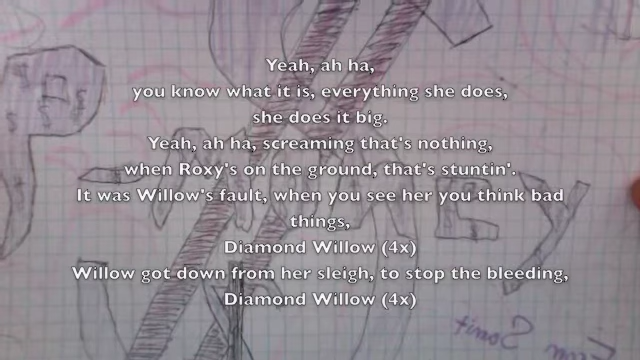 Yeah, ah ha,
you know what it is, everything she does,
she does it big.
Yeah, ah ha, screaming that's nothing,
when Roxy's on the ground, that's stuntin'.
It was Willow's fault, when you see her you think bad
things,
Diamond Willow (4x)
Willow got down from her sleigh, to stop the bleeding,
Diamond Willow (4x)